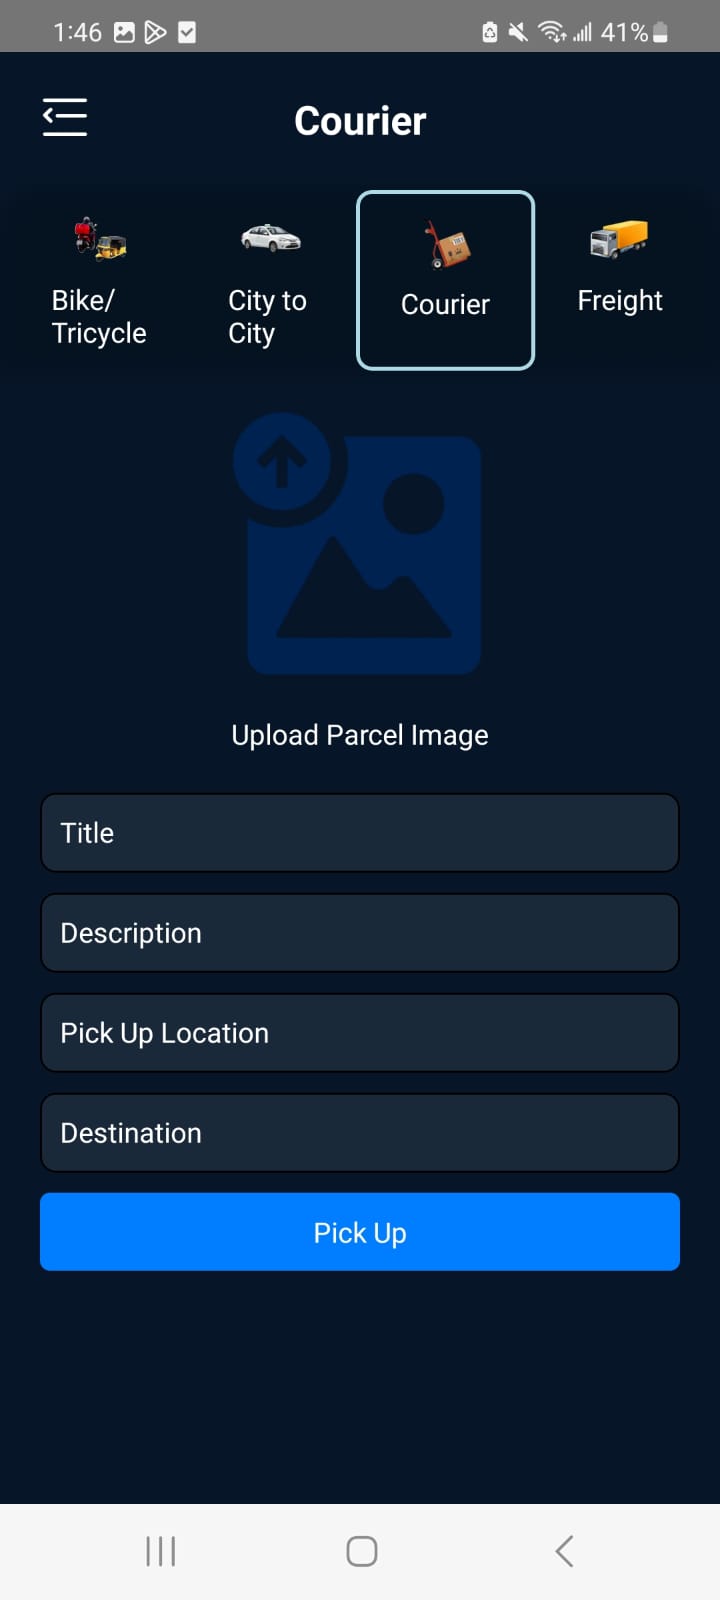 1:46
41%
Courier
Bike/
Tricycle
City to
City
Courier
Freight
Upload Parcel Image
Title
Description
Pick Up Location
Destination
Pick Up